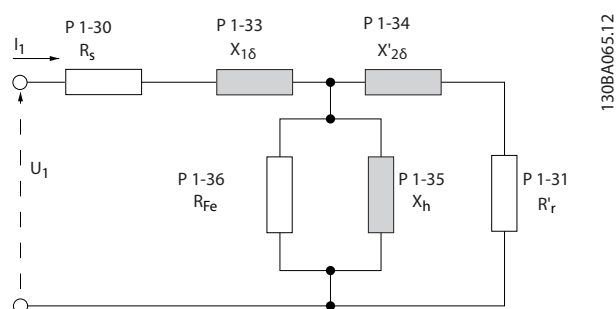 P 1-30
P 1-33
P 1-34
I₁
Rₛ
X₁δ
X'₂δ
U₁
P 1-36
R_Fe
P 1-35
Xₕ
P 1-31
R'ᵣ
130BA065.12